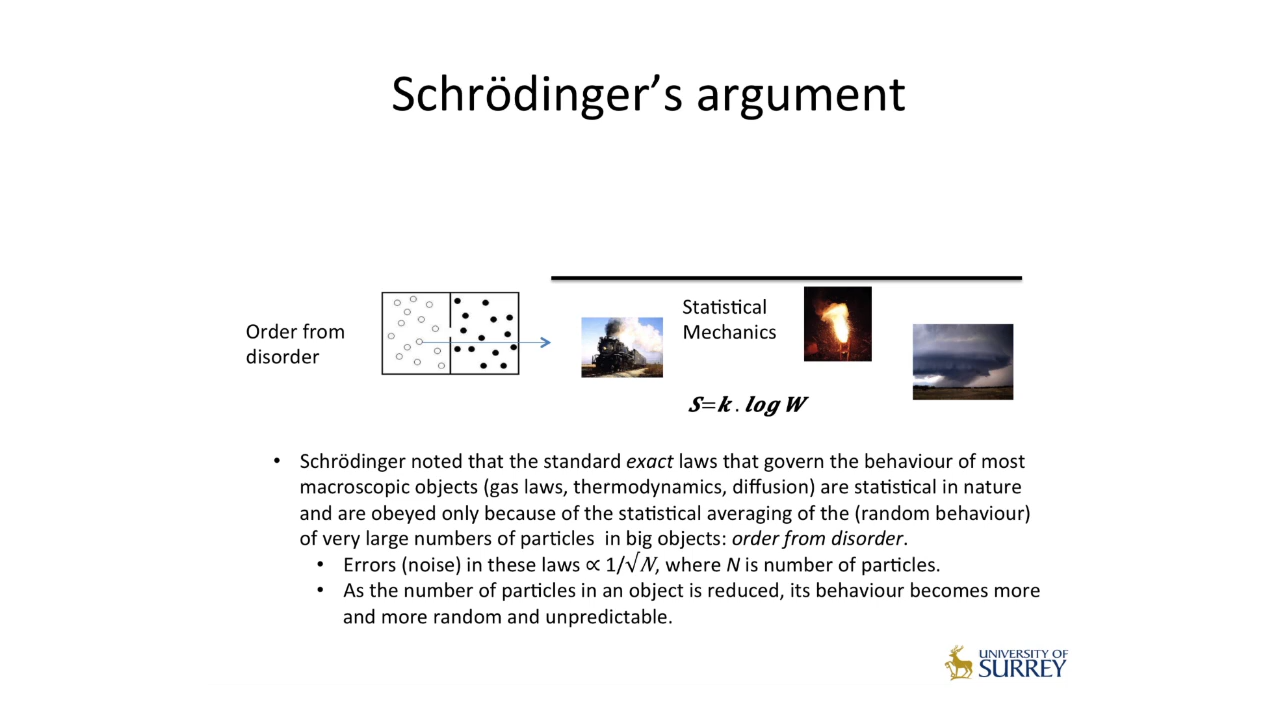 Schrödinger’s argument
Order from
disorder
Statistical
Mechanics
S=k . log W
• Schrödinger noted that the standard exact laws that govern the behaviour of most
macroscopic objects (gas laws, thermodynamics, diffusion) are statistical in nature
and are obeyed only because of the statistical averaging of the (random behaviour)
of very large numbers of particles in big objects: order from disorder.
• Errors (noise) in these laws ∝ 1/√N, where N is number of particles.
• As the number of particles in an object is reduced, its behaviour becomes more
and more random and unpredictable.
UNIVERSITY OF
SURREY